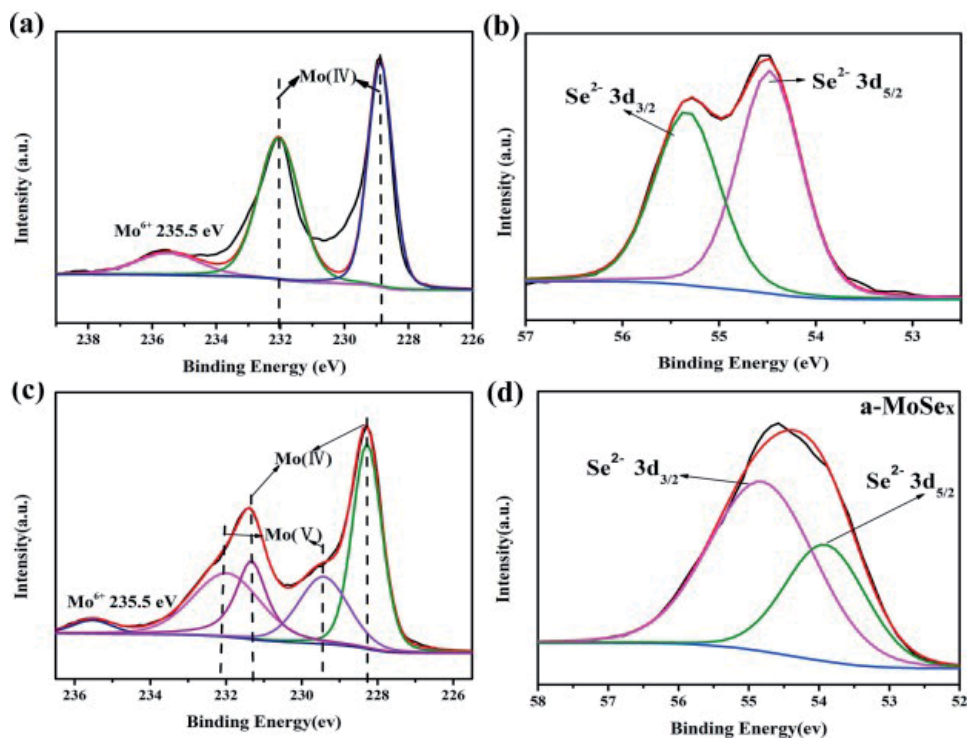 (a)
Mo(Ⅳ)
Mo⁶⁺ 235.5 eV
Intensity (a.u.)
238 236 234 232 230 228 226
Binding Energy (eV)
(b)
Se²⁻ 3d₃/₂
Se²⁻ 3d₅/₂
Intensity (a.u.)
57 56 55 54 53
Binding Energy (eV)
(c)
Mo(Ⅳ)
Mo(Ⅴ)
Mo⁶⁺ 235.5 eV
Intensity(a.u.)
236 234 232 230 228 226
Binding Energy(ev)
(d)
a-MoSeₓ
Se²⁻ 3d₃/₂
Se²⁻ 3d₅/₂
Intensity(a.u.)
58 57 56 55 54 53 52
Binding Energy(ev)